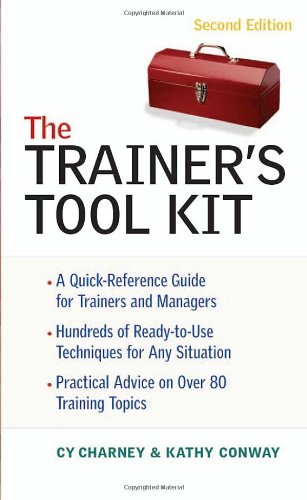 Second Edition
The
TRAINER'S
TOOL KIT
• A Quick-Reference Guide
for Trainers and Managers
• Hundreds of Ready-to-Use
Techniques for Any Situation
• Practical Advice on Over 80
Training Topics
CY CHARNEY & KATHY CONWAY